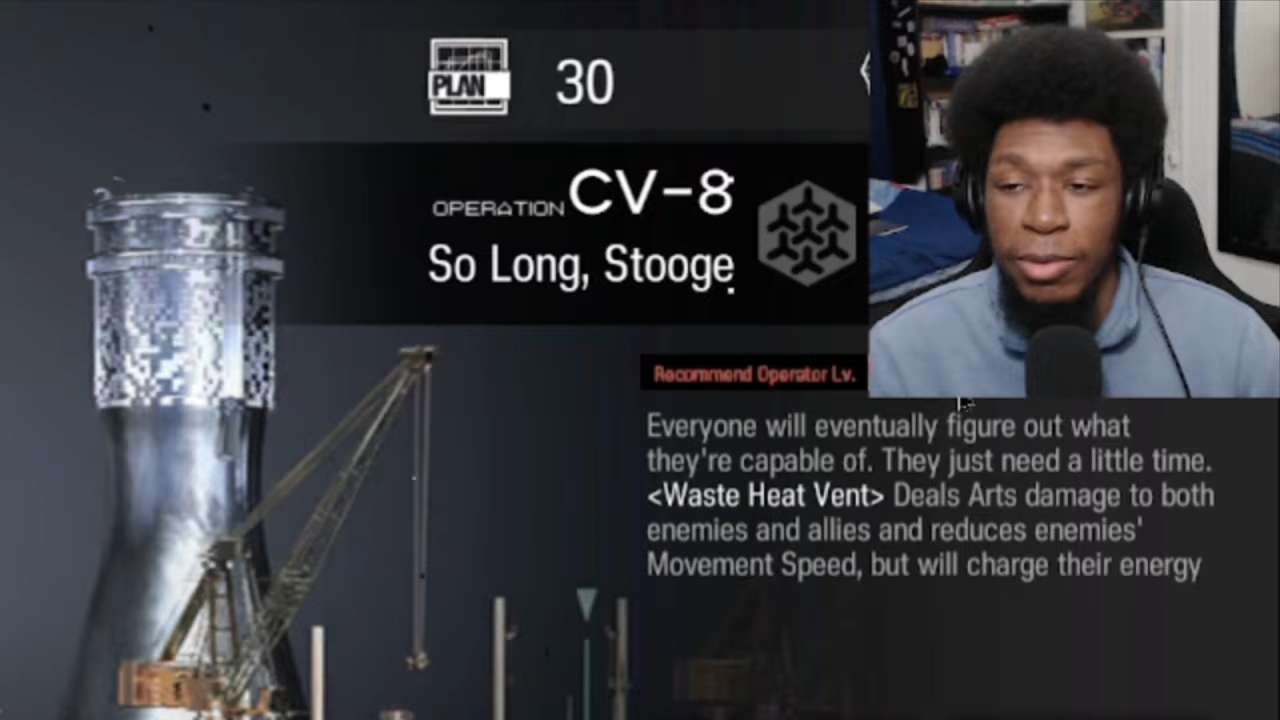 PLAN
30
OPERATION CV-8
So Long, Stooge
Recommend Operator Lv.
Everyone will eventually figure out what
they're capable of. They just need a little time.
<Waste Heat Vent> Deals Arts damage to both
enemies and allies and reduces enemies'
Movement Speed, but will charge their energy